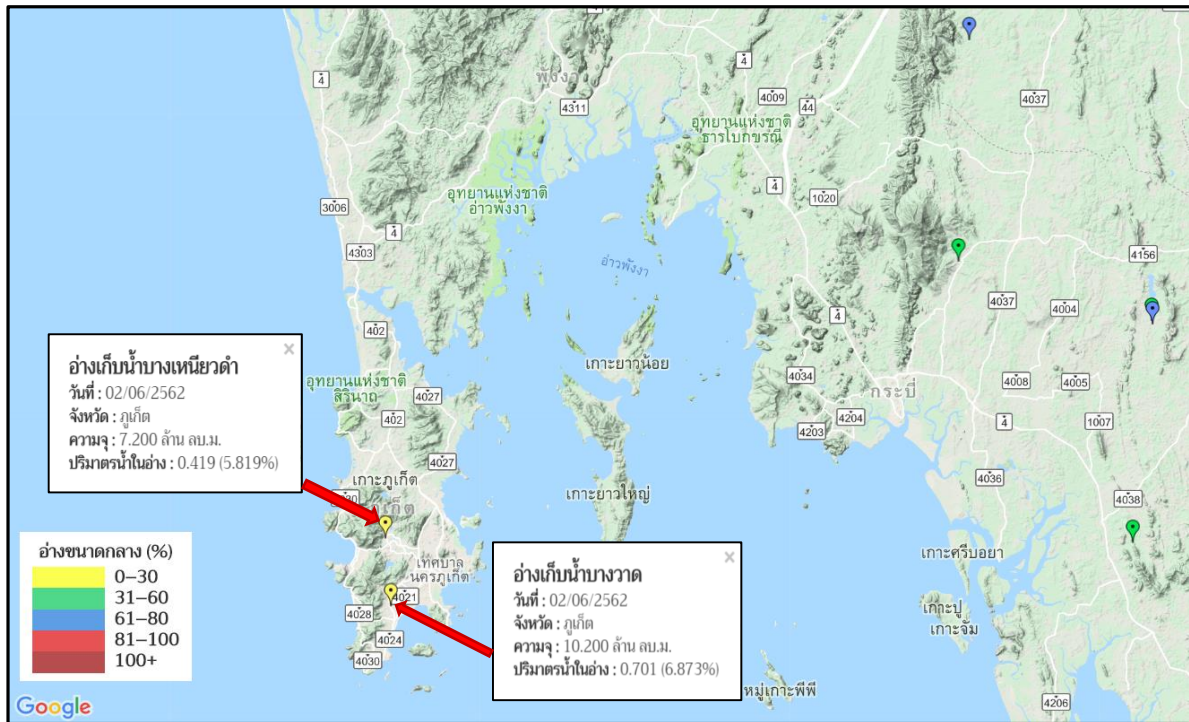 4
4
พังงา
4311
4
4009
44
4037
อุทยานแห่งชาติ
ธารโบกขรณี
4
อุทยานแห่งชาติ
อ่าวพังงา
3006
4
1020
4303
อ่าวพังงา
4156
4037
4004
402
4
อ่างเก็บน้ำบางเหนียวดำ
วันที่ : 02/06/2562
จังหวัด : ภูเก็ต
ความจุ : 7.200 ล้าน ลบ.ม.
ปริมาตรน้ำในอ่าง : 0.419 (5.819%)
×
เกาะยาวน้อย
อุทยานแห่งชาติ
สิรินาถ
4027
402
4034
4008
4005
กระบี่
4203
4204
4
1007
4027
เกาะภูเก็ต
เกาะยาวใหญ่
4036
4038
เทศบาล
นครภูเก็ต
4021
4028
4024
4030
อ่างขนาดกลาง (%)
0–30
31–60
61–80
81–100
100+
อ่างเก็บน้ำบางวาด
วันที่ : 02/06/2562
จังหวัด : ภูเก็ต
ความจุ : 10.200 ล้าน ลบ.ม.
ปริมาตรน้ำในอ่าง : 0.701 (6.873%)
×
เกาะศรีบอยา
เกาะปู
เกาะจัม
หมู่เกาะพีพี
4206
Google